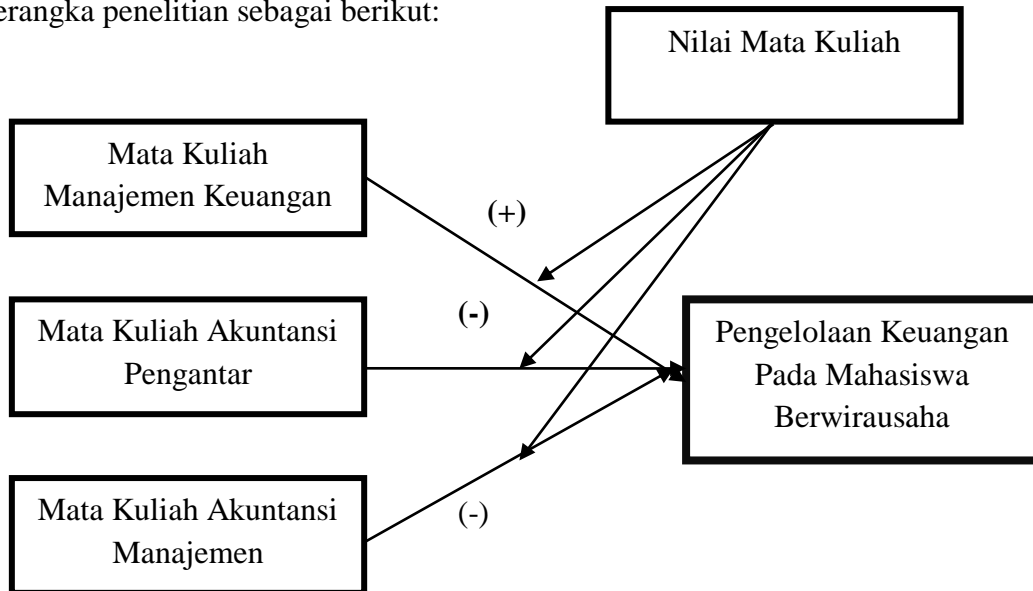 erangka penelitian sebagai berikut:
Nilai Mata Kuliah
Mata Kuliah
Manajemen Keuangan
(+)
Mata Kuliah Akuntansi
Pengantar
(-)
Pengelolaan Keuangan
Pada Mahasiswa
Berwirausaha
Mata Kuliah Akuntansi
Manajemen
(-)